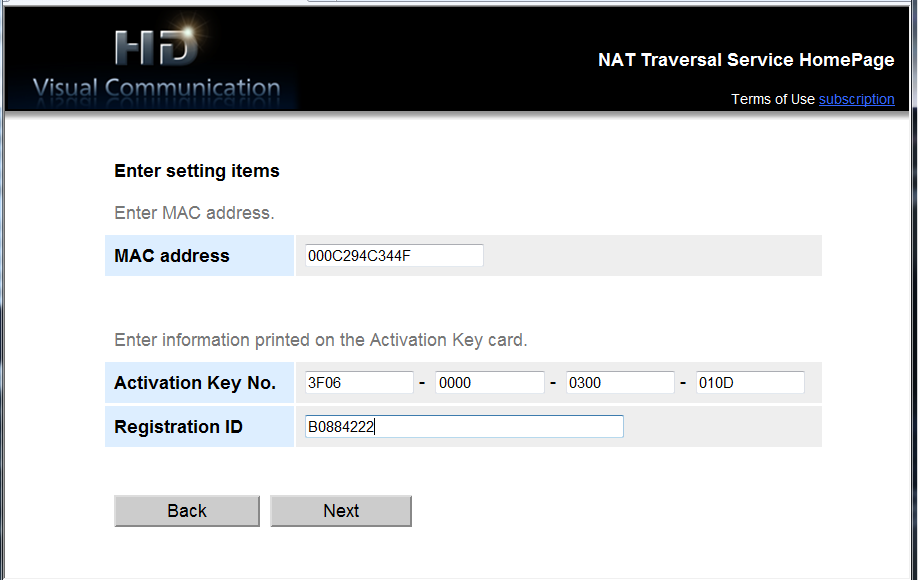 HD
Visual Communication
NAT Traversal Service HomePage
Terms of Use subscription
Enter setting items
Enter MAC address.
MAC address 000C294C344F
Enter information printed on the Activation Key card.
Activation Key No. 3F06 - 0000 - 0300 - 010D
Registration ID B0884222
Back Next